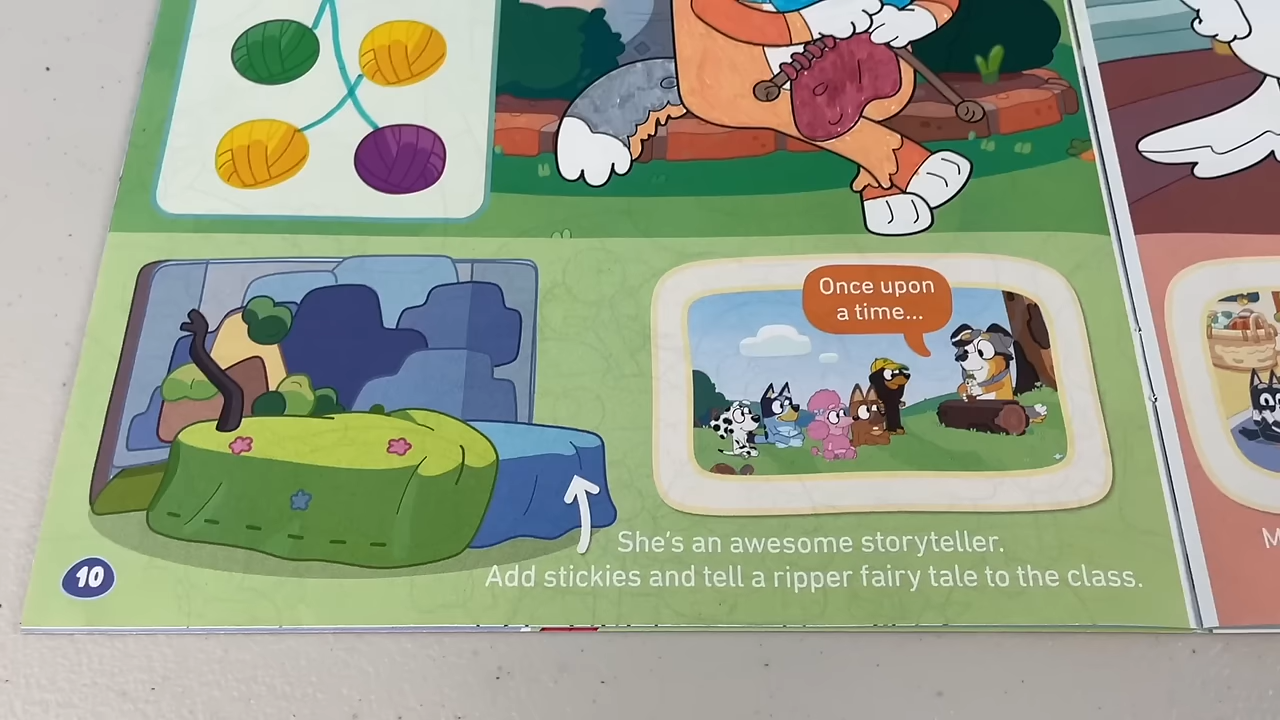 Once upon
a time...
She's an awesome storyteller.
Add stickies and tell a ripper fairy tale to the class.
10